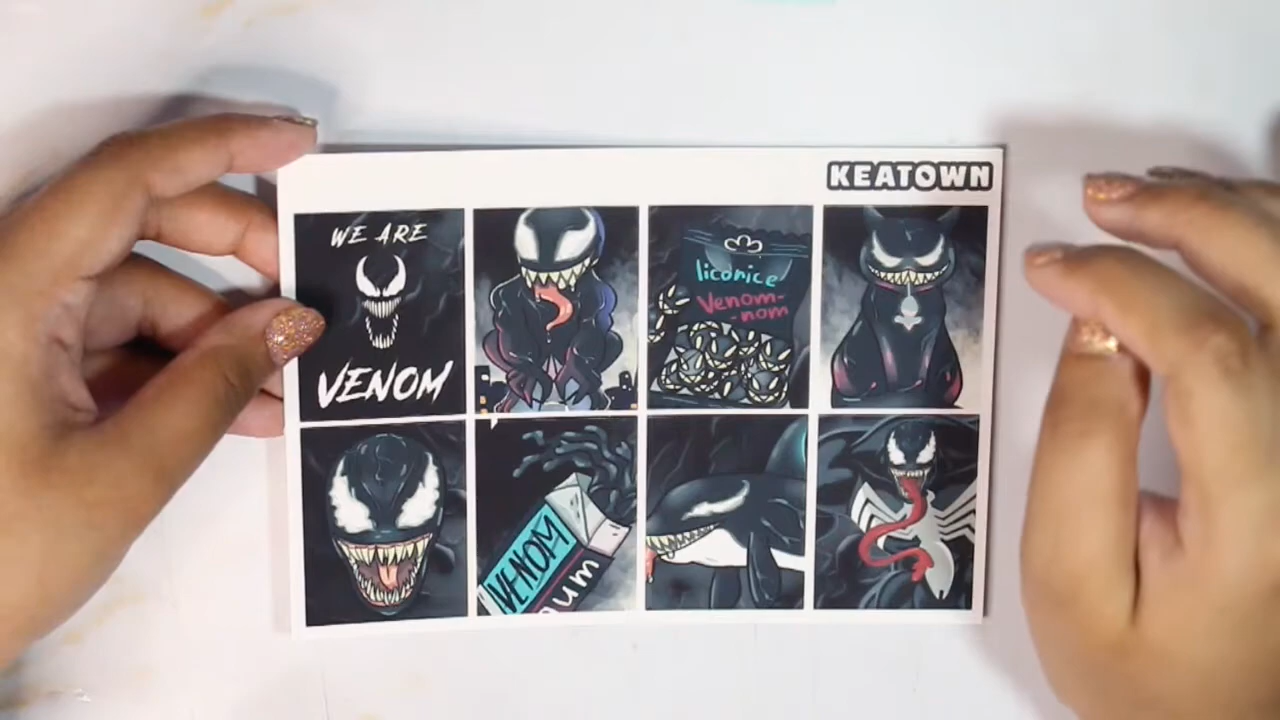 KEATOWN
WE ARE
VENOM
licorice
Venom-
-nom
VENOM
gum